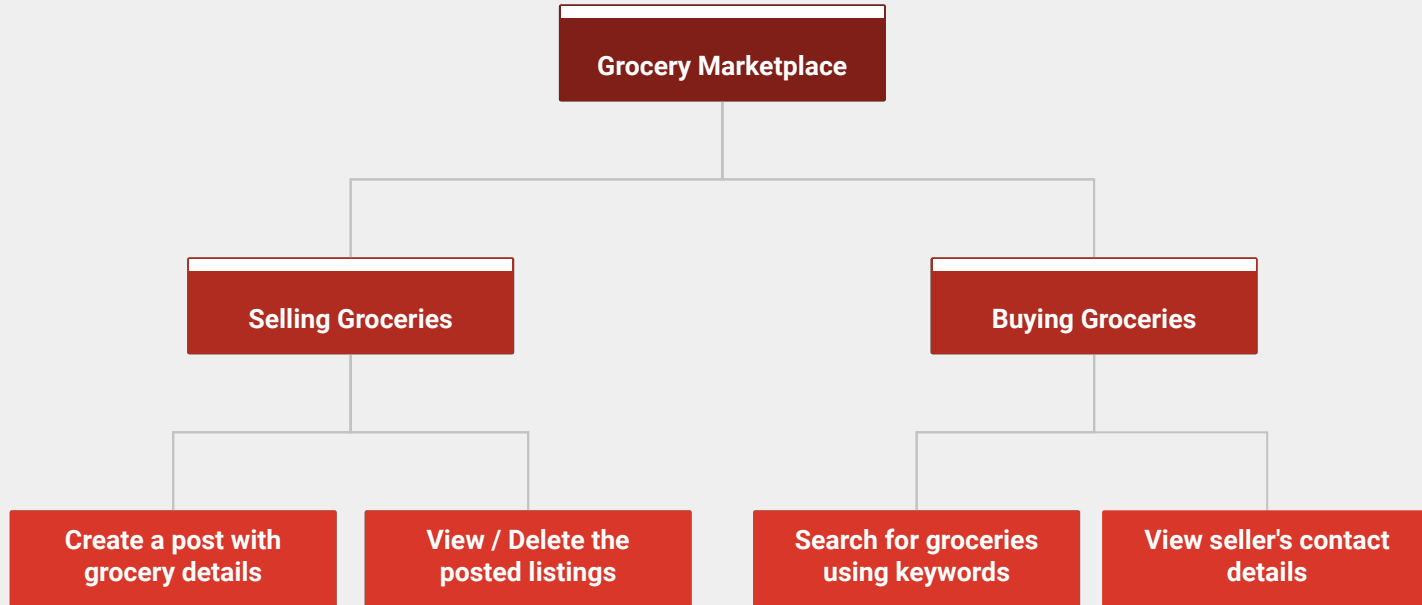 Grocery Marketplace
Selling Groceries
Buying Groceries
Create a post with
grocery details
View / Delete the
posted listings
Search for groceries
using keywords
View seller's contact
details